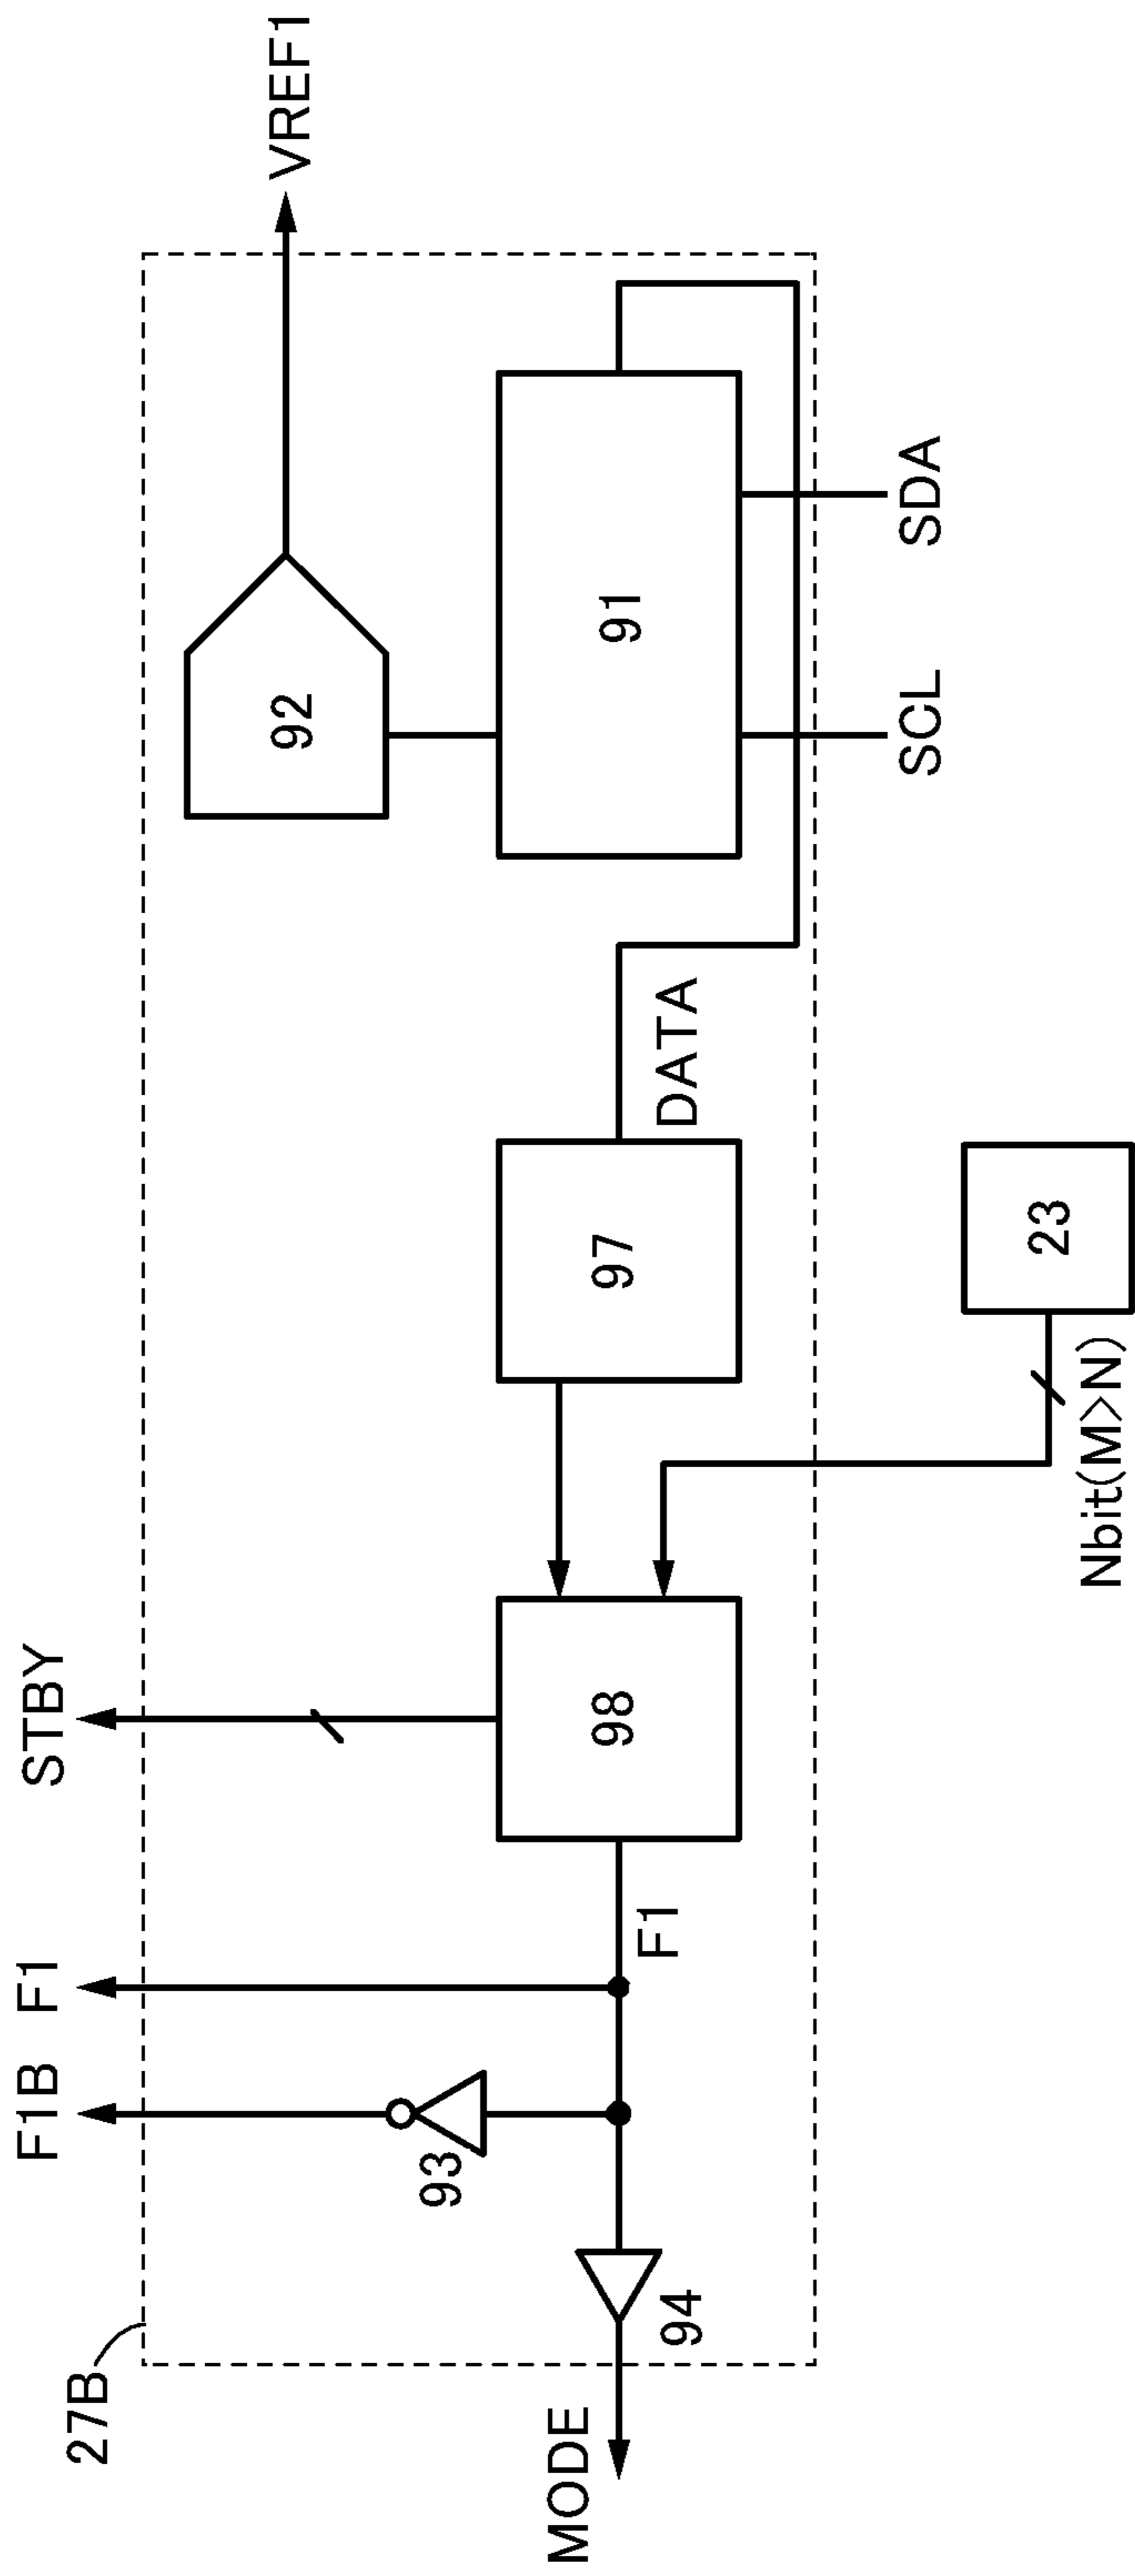 27B
F1B
F1
STBY
VREF1
93
92
MODE
94
F1
98
97
DATA
91
SCL
SDA
Nbit(M>N)
23